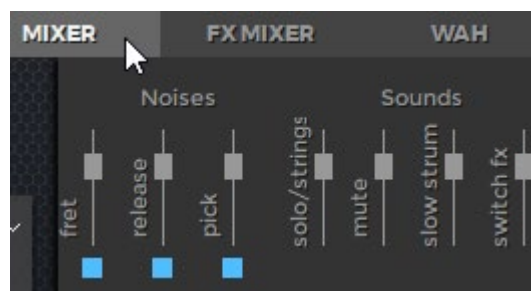 MIXER
FX MIXER
WAH
Noises
Sounds
fret
release
pick
solo/strings
mute
slow strum
switch fx